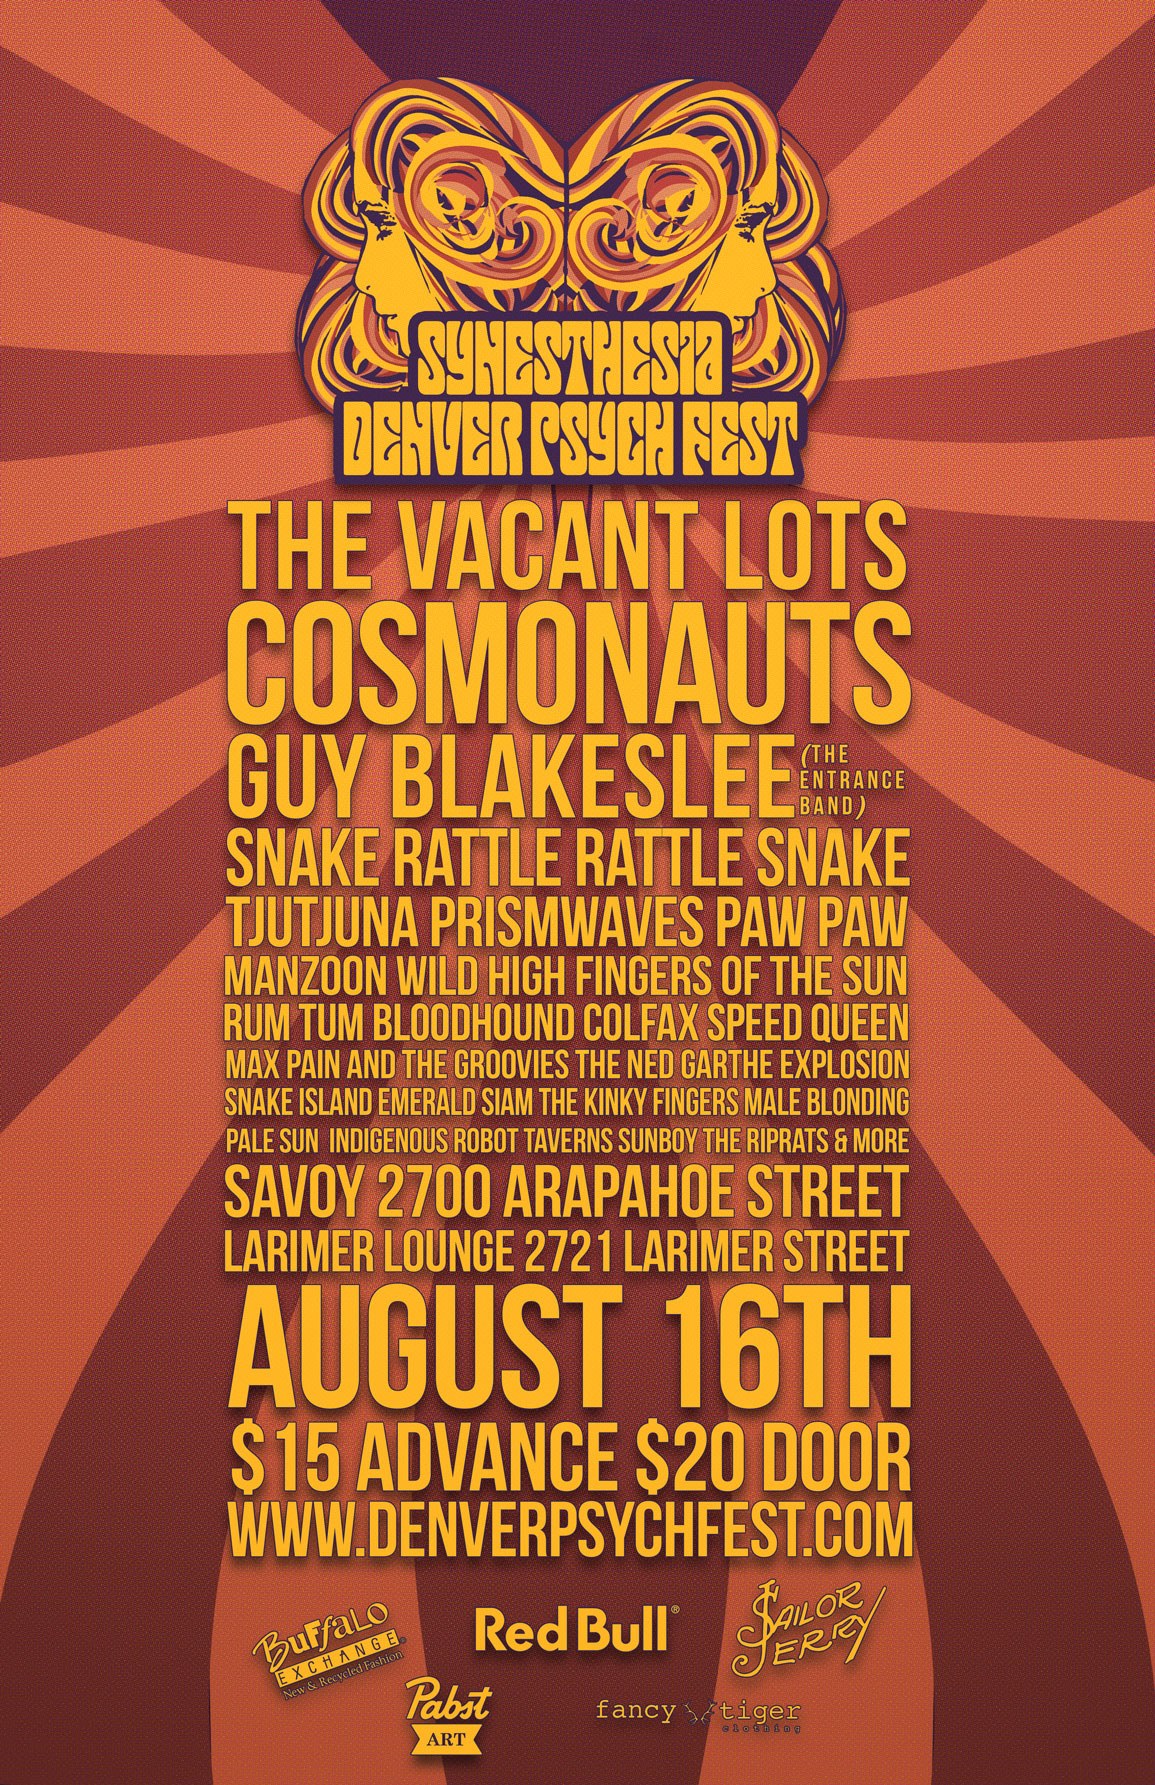 SYNESTHESIA
DENVER PSYCH FEST
THE VACANT LOTS
COSMONAUTS
GUY BLAKESLEE (THE
ENTRANCE
BAND)
SNAKE RATTLE RATTLE SNAKE
TJUTJUNA PRISMWAVES PAW PAW
MANZOON WILD HIGH FINGERS OF THE SUN
RUM TUM BLOODHOUND COLFAX SPEED QUEEN
MAX PAIN AND THE GROOVIES THE NED GARTHE EXPLOSION
SNAKE ISLAND EMERALD SIAM THE KINKY FINGERS MALE BLONDING
PALE SUN INDIGENOUS ROBOT TAVERNS SUNBOY THE RIPRATS & MORE
SAVOY 2700 ARAPAHOE STREET
LARIMER LOUNGE 2721 LARIMER STREET
AUGUST 16TH
$15 ADVANCE $20 DOOR
WWW.DENVERPSYCHFEST.COM
BuffaLO
EXCHANGE®
New & Recycled Fashion
Red Bull®
SAILOR
JERRY
Pabst
ART
fancy tiger
clothing